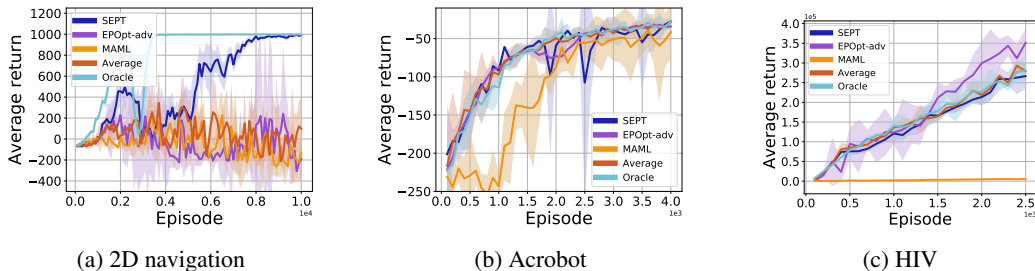 SEPT
EPOpt-adv
MAML
Average
Oracle
1000
800
600
400
200
0
−200
−400
Average return
0.0 0.2 0.4 0.6 0.8 1.0
1e4
Episode
(a) 2D navigation
−50
−100
−150
−200
−250
Average return
SEPT
EPOpt-adv
MAML
Average
Oracle
0.0 0.5 1.0 1.5 2.0 2.5 3.0 3.5 4.0
1e3
Episode
(b) Acrobot
1e5
4.0
3.5
3.0
2.5
2.0
1.5
1.0
0.5
0.0
Average return
SEPT
EPOpt-adv
MAML
Average
Oracle
0.0 0.5 1.0 1.5 2.0 2.5
1e3
Episode
(c) HIV